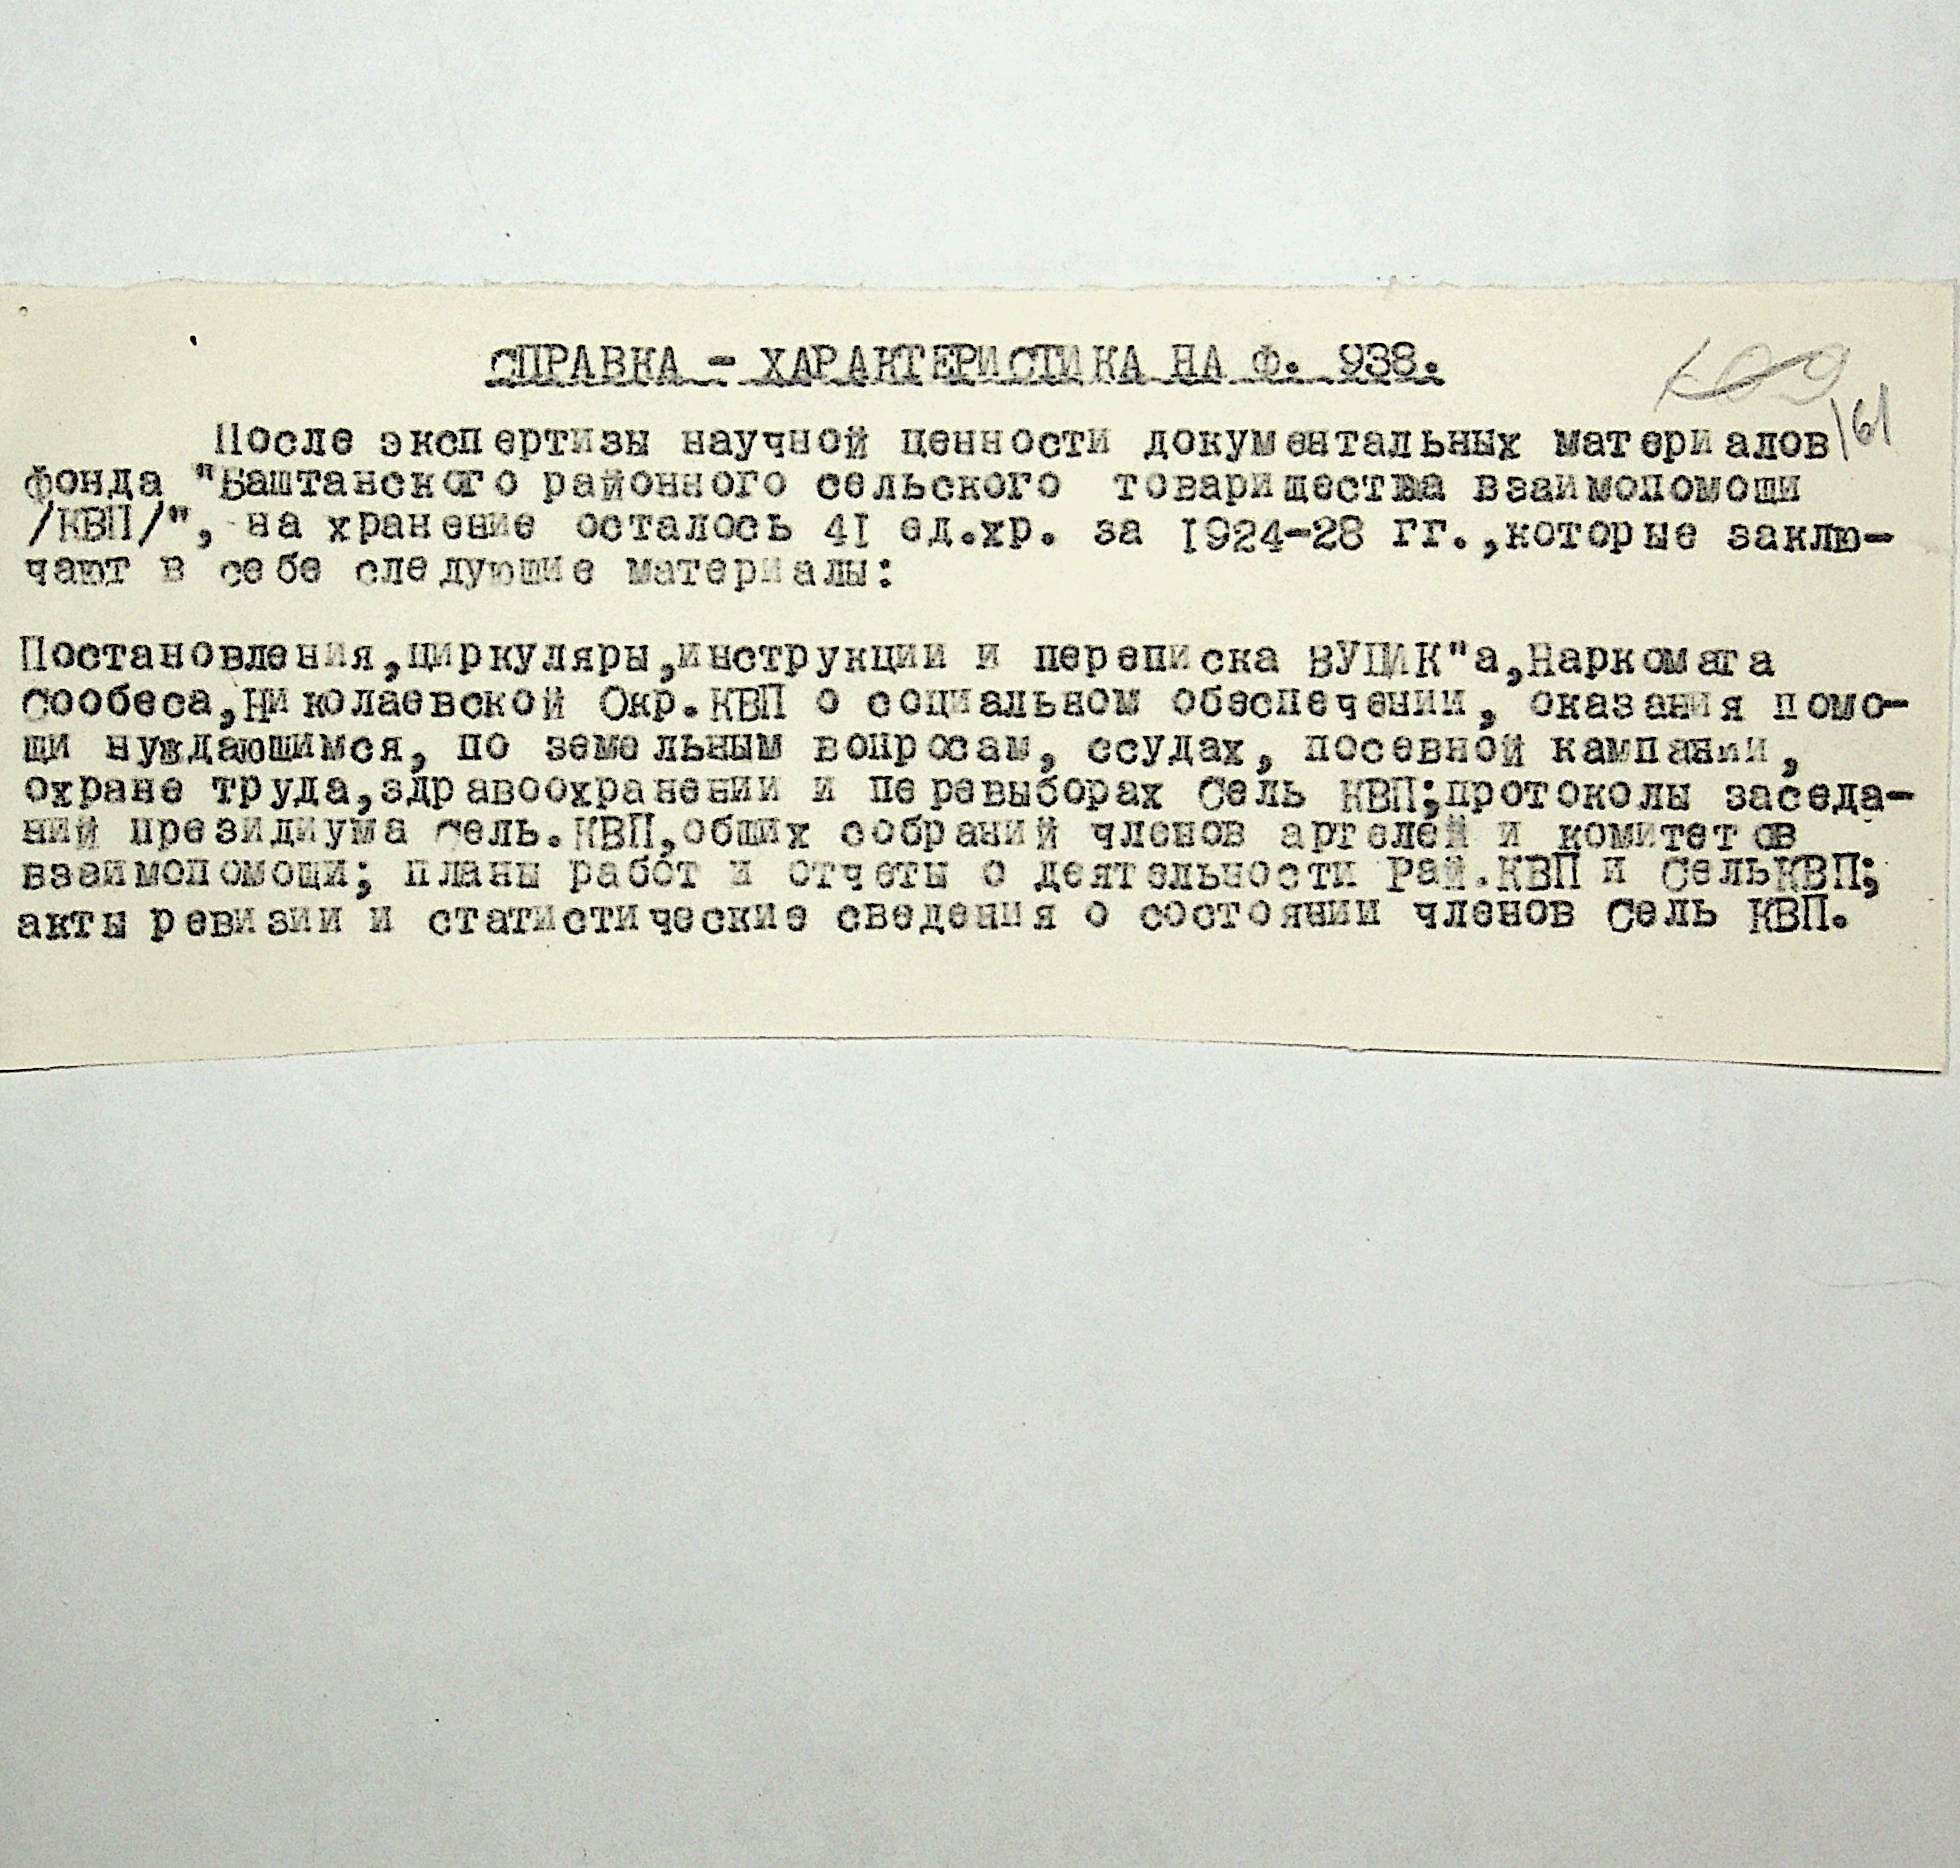 СПРАВКА - ХАРАКТЕРИСТИКА НА Ф. 938.
161
После экспертизы научной ценности документальных материалов
фонда "Баштанского районного сельского товарищества взаимопомощи
/КВП/", на хранение осталось 41 ед.хр. за 1924-28 гг.,которые заклю-
чают в себе следующие материалы:
Постановления,циркуляры,инструкции и переписка ВУЦИК"а,Наркомата
Сообеса,Николаевской Окр.КВП о социальном обеспечении, оказания помо-
щи нуждающимся, по земельным вопросам, ссудах, посевной кампании,
охране труда,здравоохранении и перевыборах Сель КВП;протоколы заседа-
ний президиума Сель.КВП,общих собраний членов артелей и комитетов
взаимопомощи; планы работ и отчеты о деятельности Рай.КВП и СельКВП;
акты ревизии и статистические сведения о состоянии членов Сель КВП.